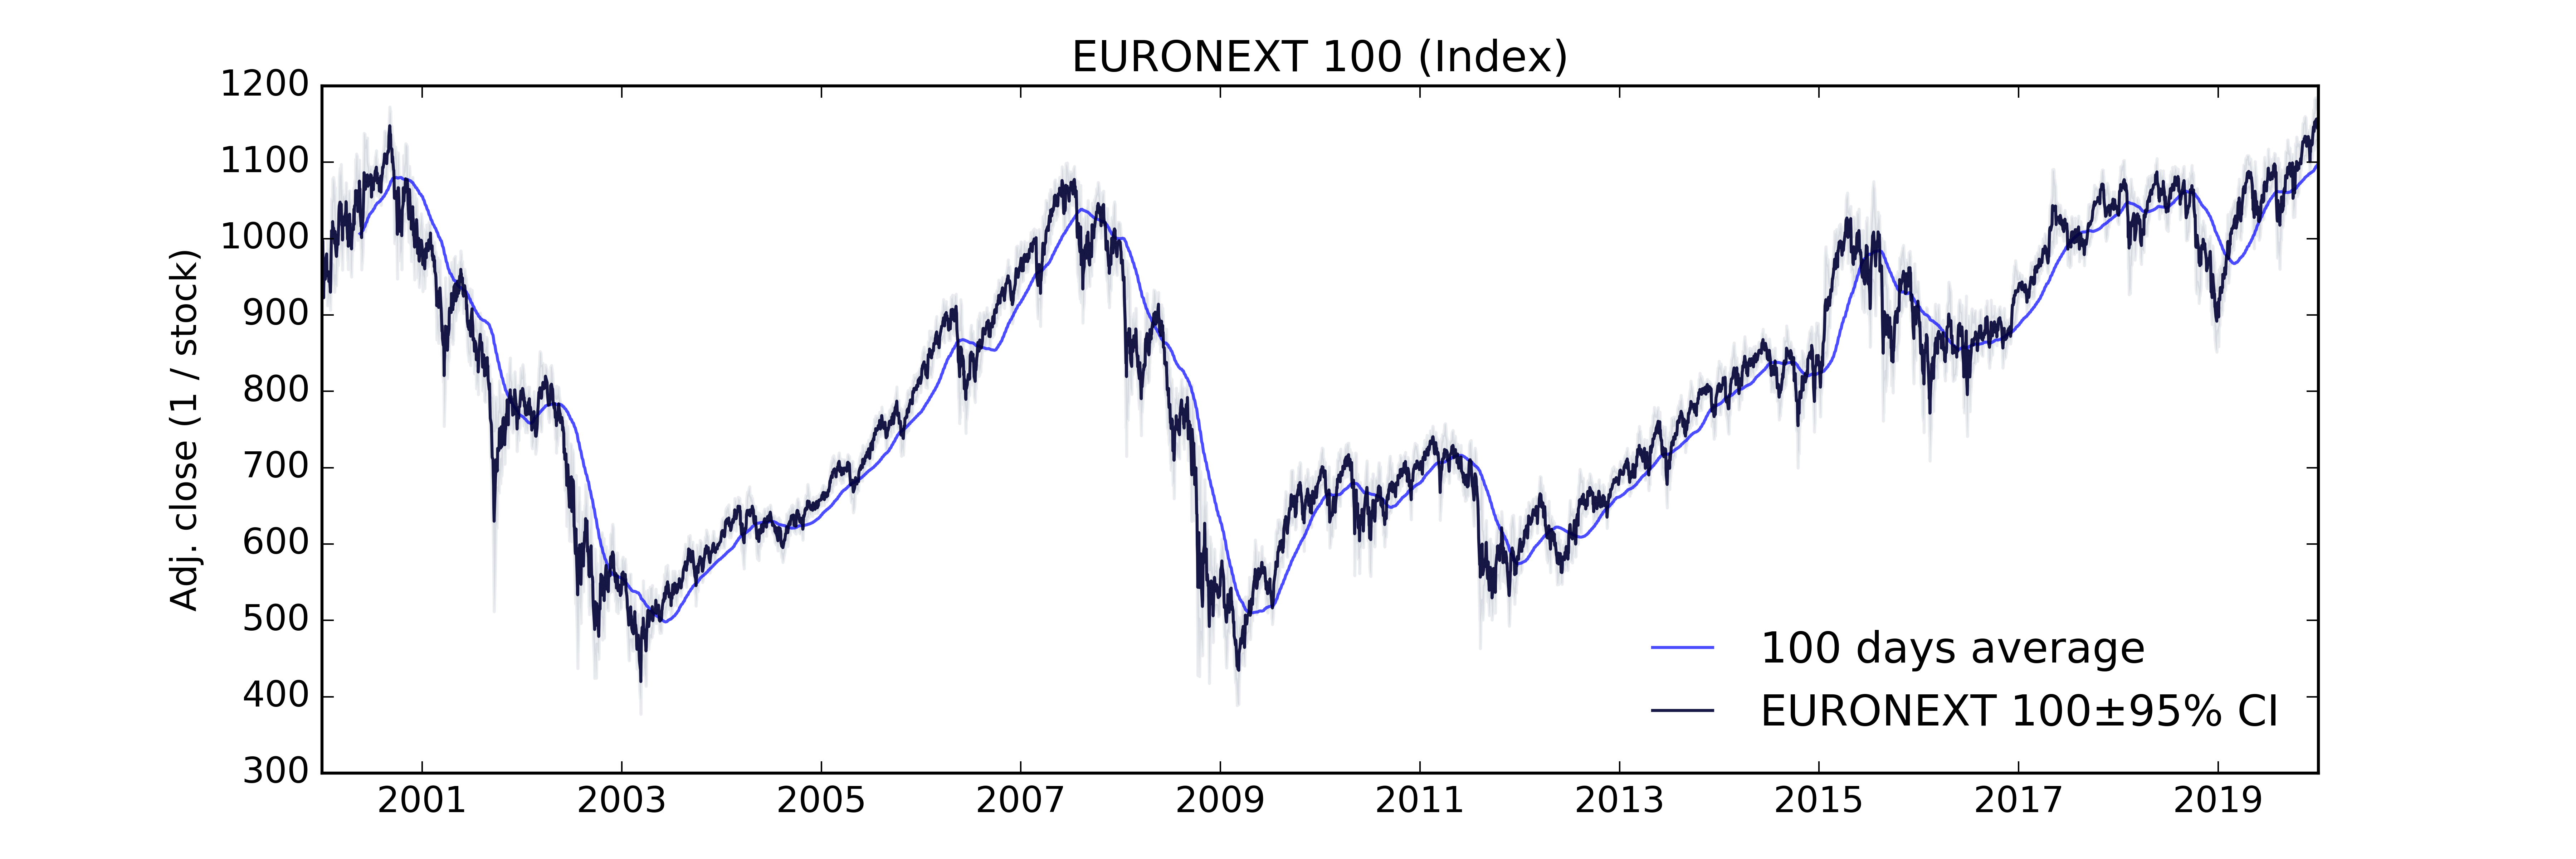 EURONEXT 100 (Index)
Adj. close (1 / stock)
1200
1100
1000
900
800
700
600
500
400
300
2001 2003 2005 2007 2009 2011 2013 2015 2017 2019
100 days average
EURONEXT 100±95% CI